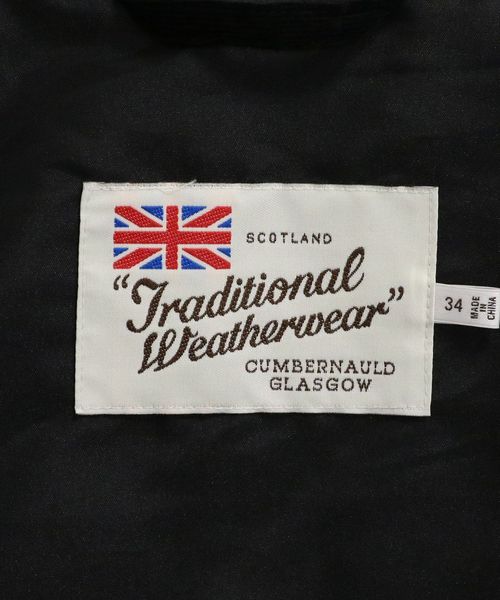 SCOTLAND
"Traditional
Weatherwear"
CUMBERNAULD
GLASGOW
34
MADE
IN
CHINA